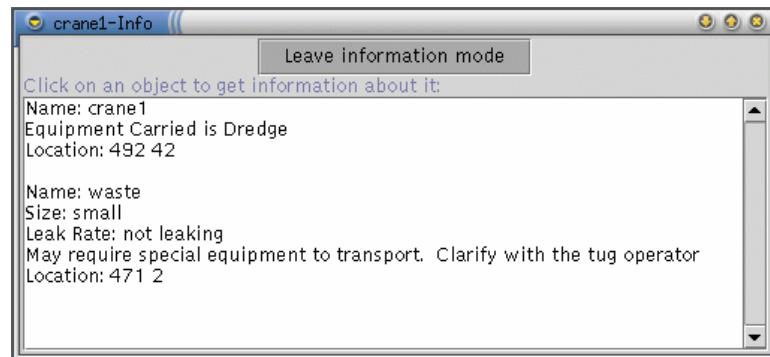 crane1-Info
Leave information mode
Click on an object to get information about it:
Name: crane1
Equipment Carried is Dredge
Location: 492 42
Name: waste
Size: small
Leak Rate: not leaking
May require special equipment to transport.  Clarify with the tug operator
Location: 471 2